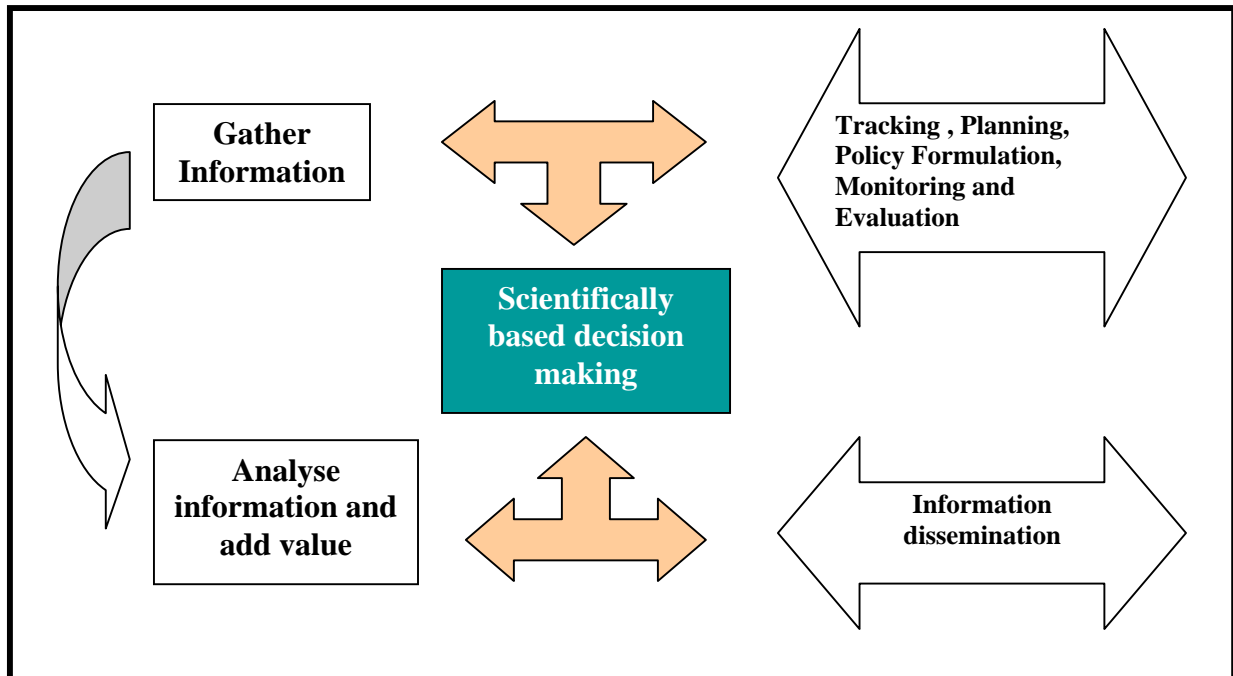 Gather
Information
Tracking , Planning,
Policy Formulation,
Monitoring and
Evaluation
Scientifically
based decision
making
Analyse
information and
add value
Information
dissemination